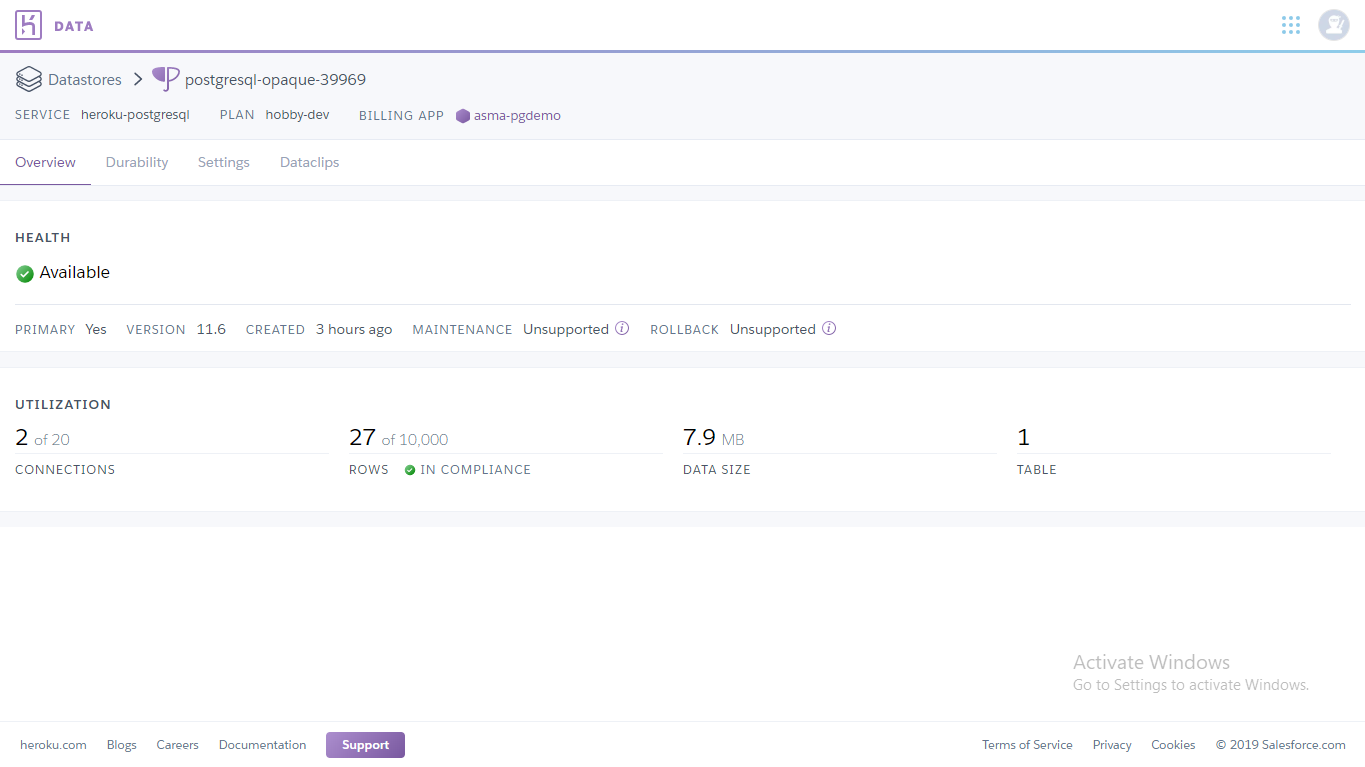 DATA
Datastores postgresql-opaque-39969
SERVICE heroku-postgresql PLAN hobby-dev BILLING APP asma-pgdemo
Overview Durability Settings Dataclips
HEALTH
Available
PRIMARY Yes VERSION 11.6 CREATED 3 hours ago MAINTENANCE Unsupported ROLLBACK Unsupported
UTILIZATION
2 of 20 27 of 10,000 7.9 MB 1
CONNECTIONS ROWS IN COMPLIANCE DATA SIZE TABLE
Activate Windows
Go to Settings to activate Windows.
heroku.com Blogs Careers Documentation Support Terms of Service Privacy Cookies © 2019 Salesforce.com